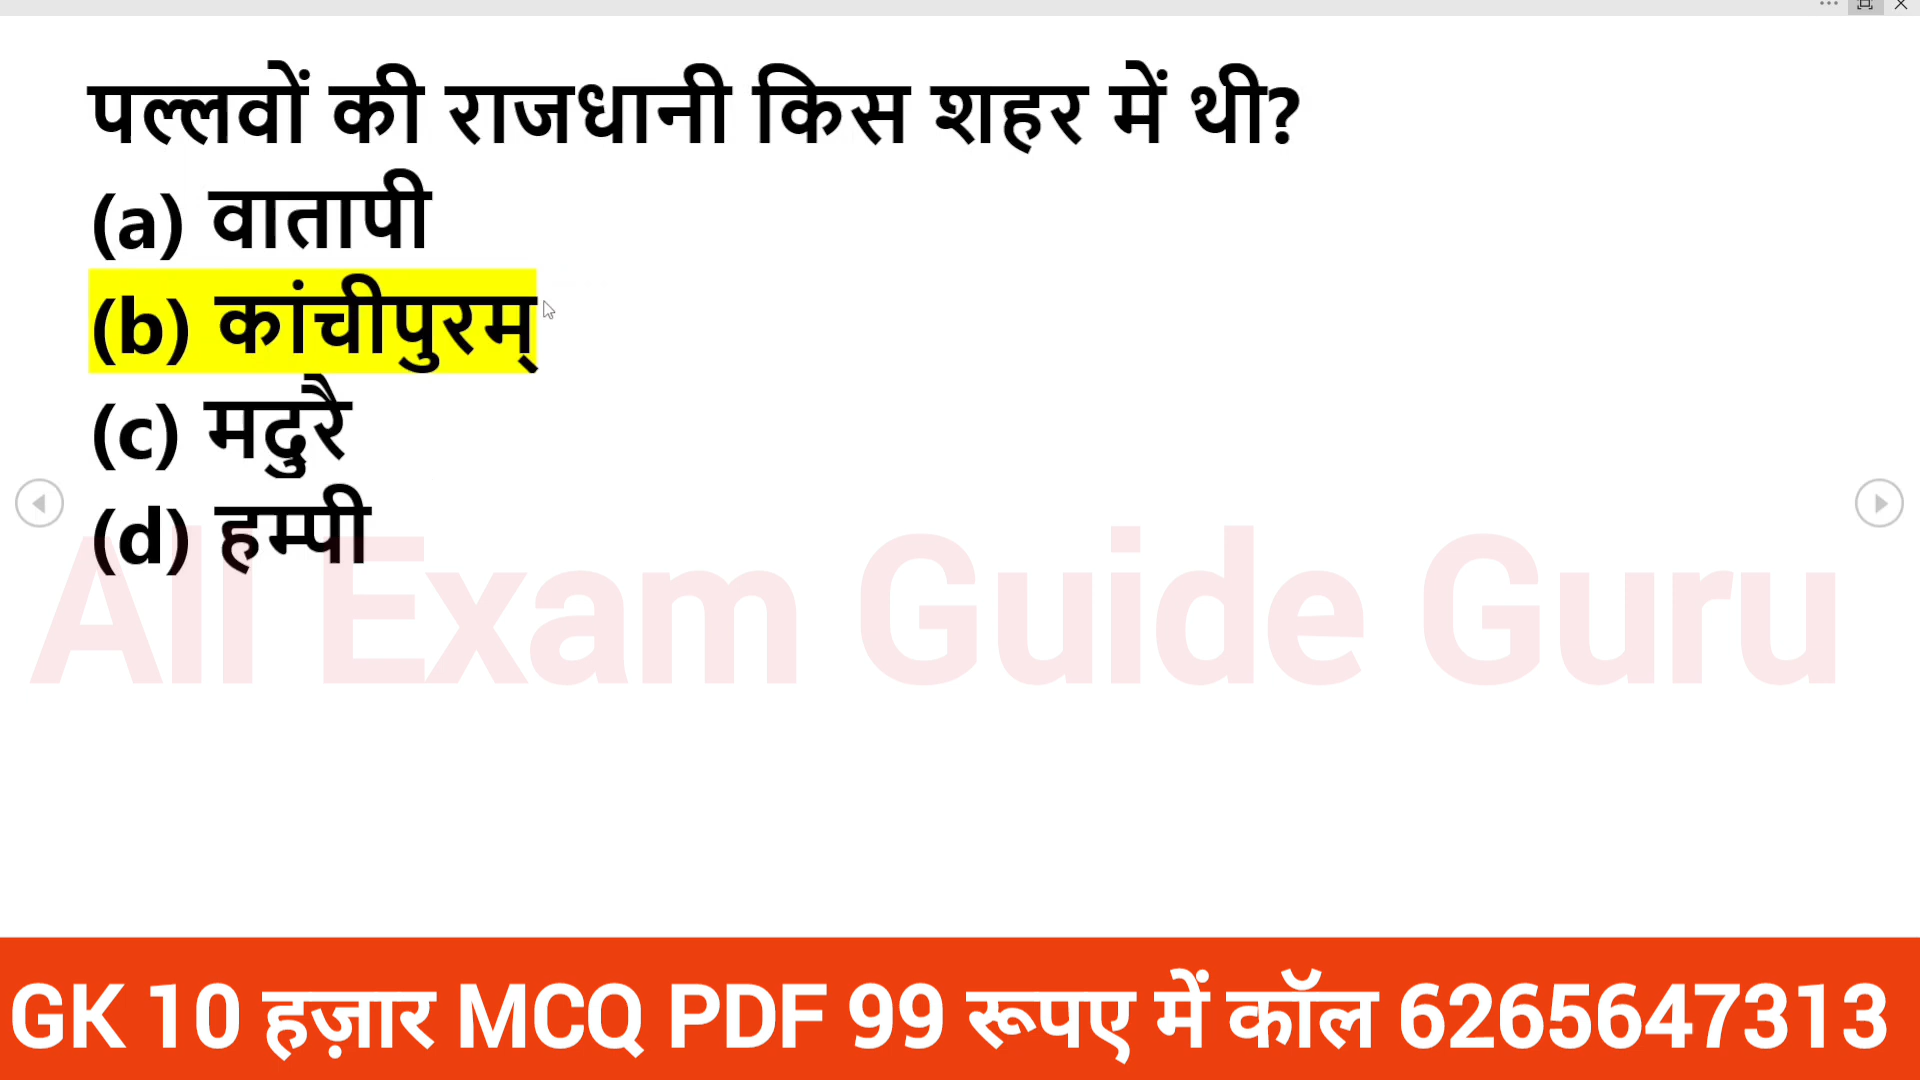 पल्लवों की राजधानी किस शहर में थी?
(a) वातापी
(b) कांचीपुरम्
(c) मदुरै
(d) हम्पी
All Exam Guide Guru
GK 10 हज़ार MCQ PDF 99 रूपए में कॉल 6265647313